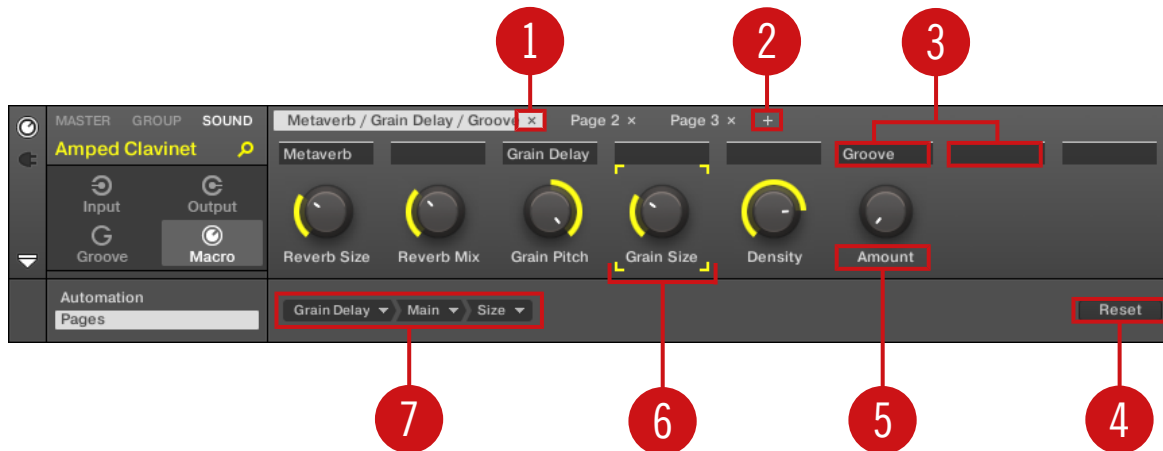 1 2 3
MASTER GROUP SOUND Metaverb / Grain Delay / Groove × Page 2 × Page 3 × +
Amped Clavinet Metaverb Grain Delay Groove
Input Output
Groove Macro Reverb Size Reverb Mix Grain Pitch Grain Size Density Amount
Automation
Pages Grain Delay Main Size Reset
7 6 5 4